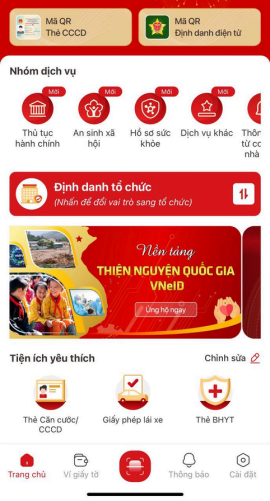 Mã QR
Thẻ CCCD
Mã QR
Định danh điện tử
Nhóm dịch vụ
Mới
Mới
Mới
Mới
Thủ tục
hành chính
An sinh xã
hội
Hồ sơ sức
khỏe
Dịch vụ khác
Thôn
từ cơ
nhà
Định danh tổ chức
(Nhấn để đổi vai trò sang tổ chức)
Nền tảng
THIỆN NGUYỆN QUỐC GIA
VNeID
Ủng hộ ngay
Tiện ích yêu thích
Chỉnh sửa
Thẻ Căn cước/
CCCD
Giấy phép lái xe
Thẻ BHYT
Trang chủ
Ví giấy tờ
Thông báo
Cài đặt